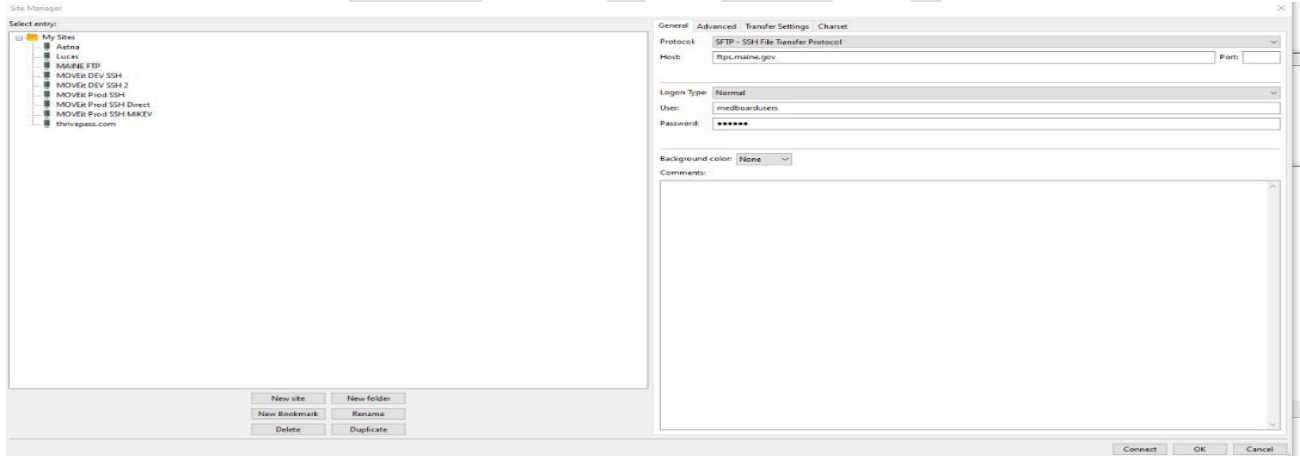 Site Manager
Select entry:
My Sites
Aetna
Lucas
MAINE FTP
MOVEit DEV SSH
MOVEit DEV SSH 2
MOVEit Prod SSH
MOVEit Prod SSH Direct
MOVEit Prod SSH MIKEV
thrivepass.com
New site New folder
New Bookmark Rename
Delete Duplicate
General Advanced Transfer Settings Charset
Protocol: SFTP - SSH File Transfer Protocol
Host: ftps.maine.gov Port:
Logon Type: Normal
User: medboardusers
Password: ••••••
Background color: None
Comments:
Connect OK Cancel